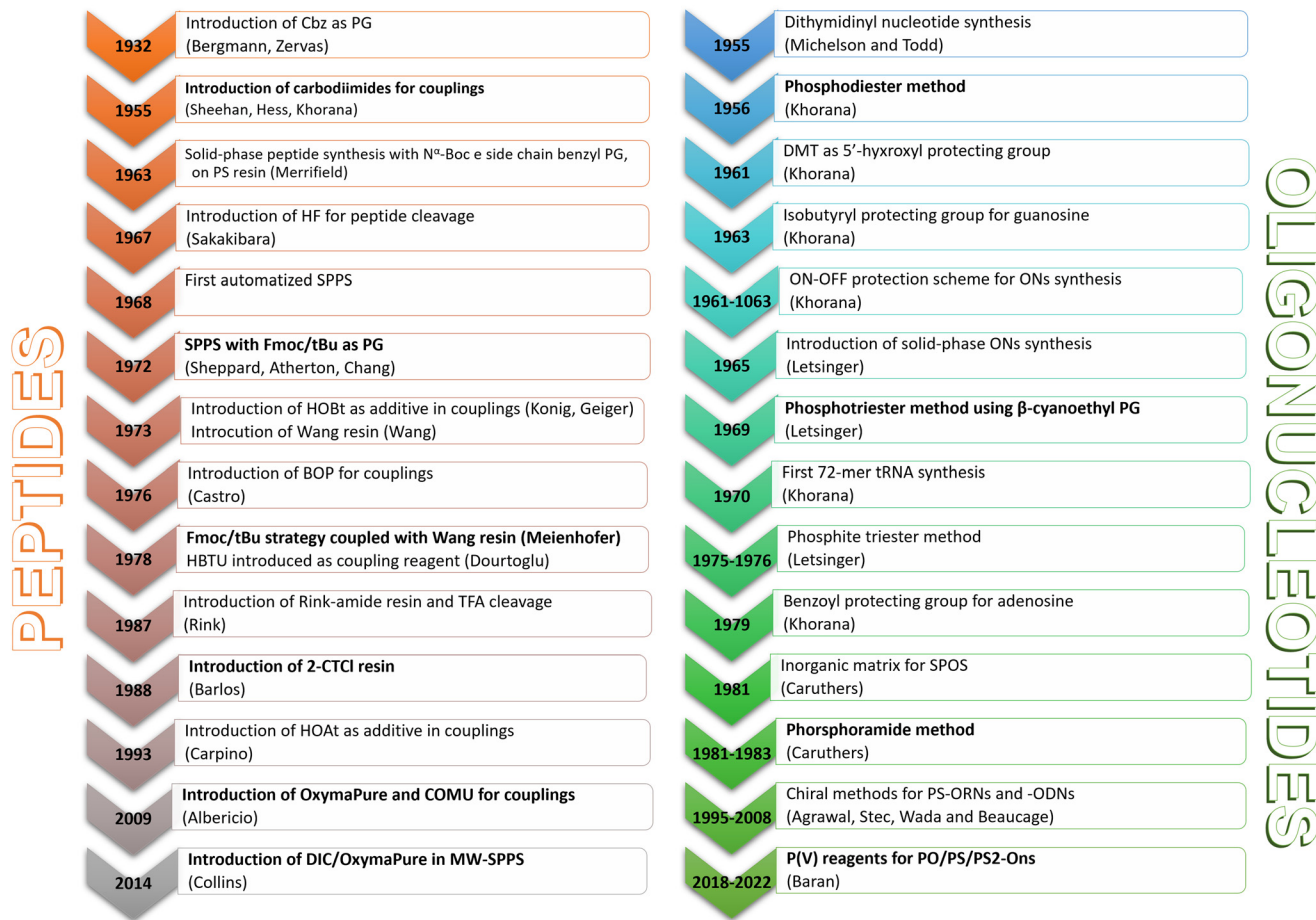 PEPTIDES
1932
Introduction of Cbz as PG
(Bergmann, Zervas)
1955
Introduction of carbodiimides for couplings
(Sheehan, Hess, Khorana)
1963
Solid-phase peptide synthesis with Nᵅ-Boc e side chain benzyl PG,
on PS resin (Merrifield)
1967
Introduction of HF for peptide cleavage
(Sakakibara)
1968
First automatized SPPS
1972
SPPS with Fmoc/tBu as PG
(Sheppard, Atherton, Chang)
1973
Introduction of HOBt as additive in couplings (Konig, Geiger)
Introcution of Wang resin (Wang)
1976
Introduction of BOP for couplings
(Castro)
1978
Fmoc/tBu strategy coupled with Wang resin (Meienhofer)
HBTU introduced as coupling reagent (Dourtoglu)
1987
Introduction of Rink-amide resin and TFA cleavage
(Rink)
1988
Introduction of 2-CTCl resin
(Barlos)
1993
Introduction of HOAt as additive in couplings
(Carpino)
2009
Introduction of OxymaPure and COMU for couplings
(Albericio)
2014
Introduction of DIC/OxymaPure in MW-SPPS
(Collins)
1955
Dithymidinyl nucleotide synthesis
(Michelson and Todd)
1956
Phosphodiester method
(Khorana)
1961
DMT as 5’-hyxroxyl protecting group
(Khorana)
1963
Isobutyryl protecting group for guanosine
(Khorana)
1961-1063
ON-OFF protection scheme for ONs synthesis
(Khorana)
1965
Introduction of solid-phase ONs synthesis
(Letsinger)
1969
Phosphotriester method using β-cyanoethyl PG
(Letsinger)
1970
First 72-mer tRNA synthesis
(Khorana)
1975-1976
Phosphite triester method
(Letsinger)
1979
Benzoyl protecting group for adenosine
(Khorana)
1981
Inorganic matrix for SPOS
(Caruthers)
1981-1983
Phorsphoramide method
(Caruthers)
1995-2008
Chiral methods for PS-ORNs and -ODNs
(Agrawal, Stec, Wada and Beaucage)
2018-2022
P(V) reagents for PO/PS/PS2-Ons
(Baran)
OLIGONUCLEOTIDES